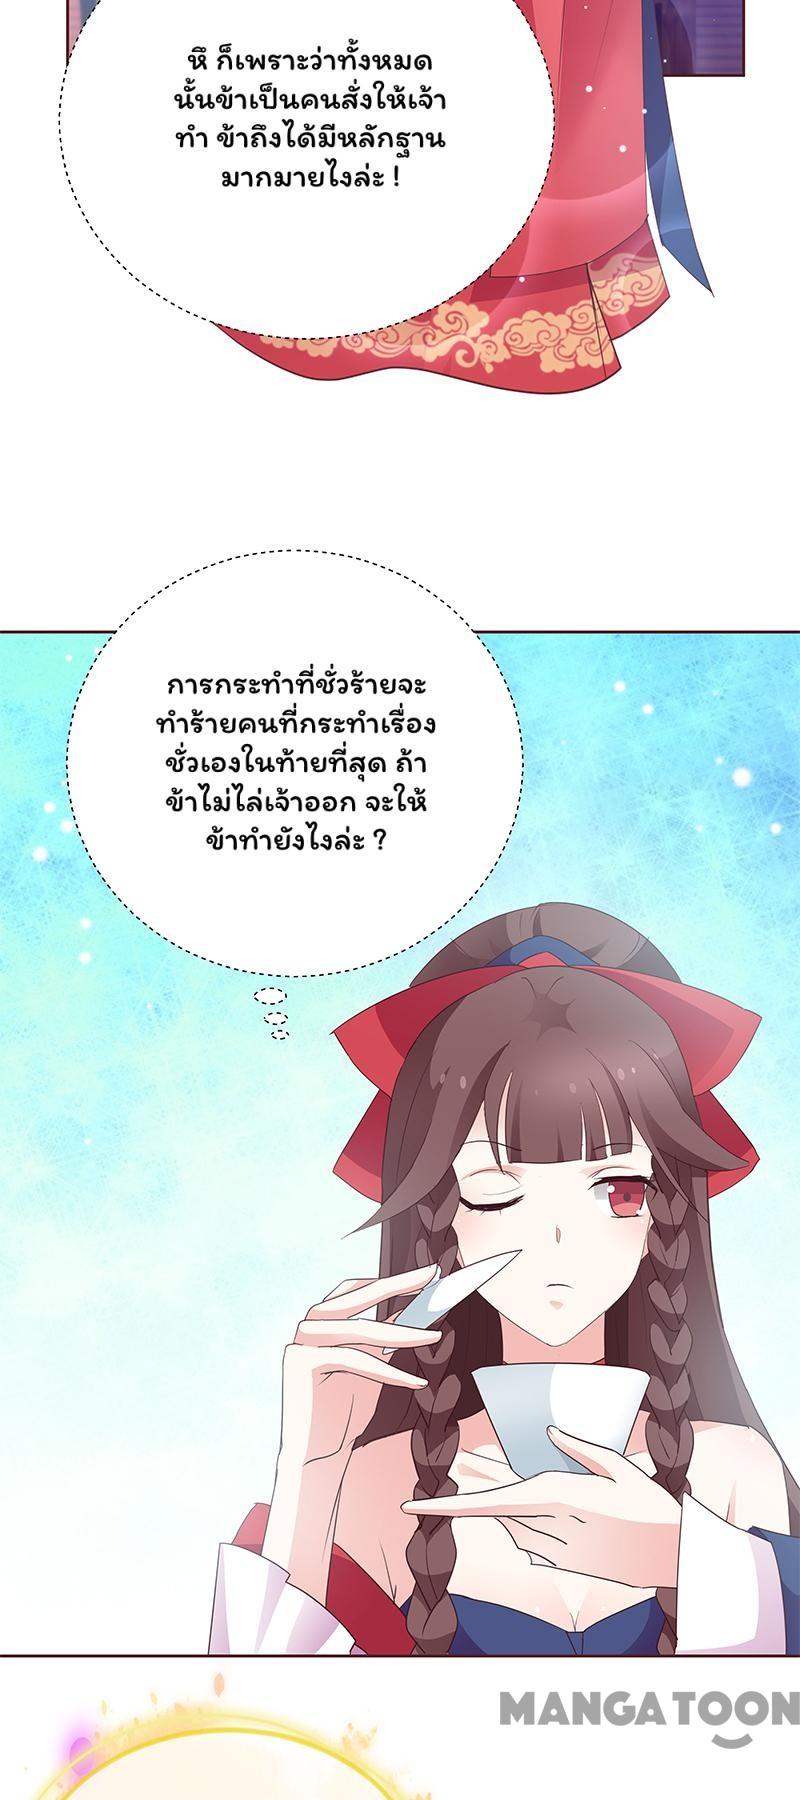 หึ ก็เพราะว่าทั้งหมด
นั้นข้าเป็นคนสั่งให้เจ้า
ทำ ข้าถึงได้มีหลักฐาน
มากมายไงล่ะ !
การกระทำที่ชั่วร้ายจะ
ทำร้ายคนที่กระทำเรื่อง
ชั่วเองในท้ายที่สุด ถ้า
ข้าไม่ไล่เจ้าออก จะให้
ข้าทำยังไงล่ะ ?
MANGATOON